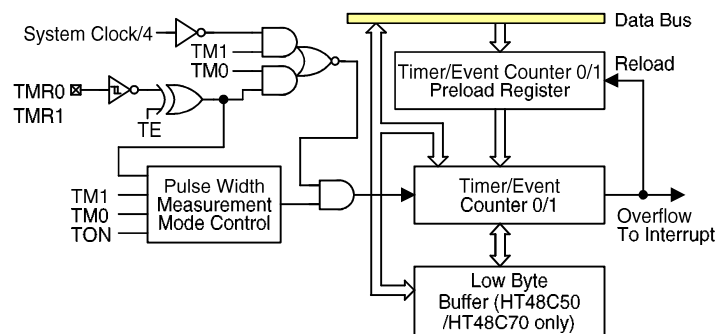 System Clock/4
TM1
TM0
TMR0
TMR1
TE
Data Bus
Timer/Event Counter 0/1
Preload Register
Reload
TM1
TM0
TON
Pulse Width
Measurement
Mode Control
Timer/Event
Counter 0/1
Overflow
To Interrupt
Low Byte
Buffer (HT48C50
/HT48C70 only)